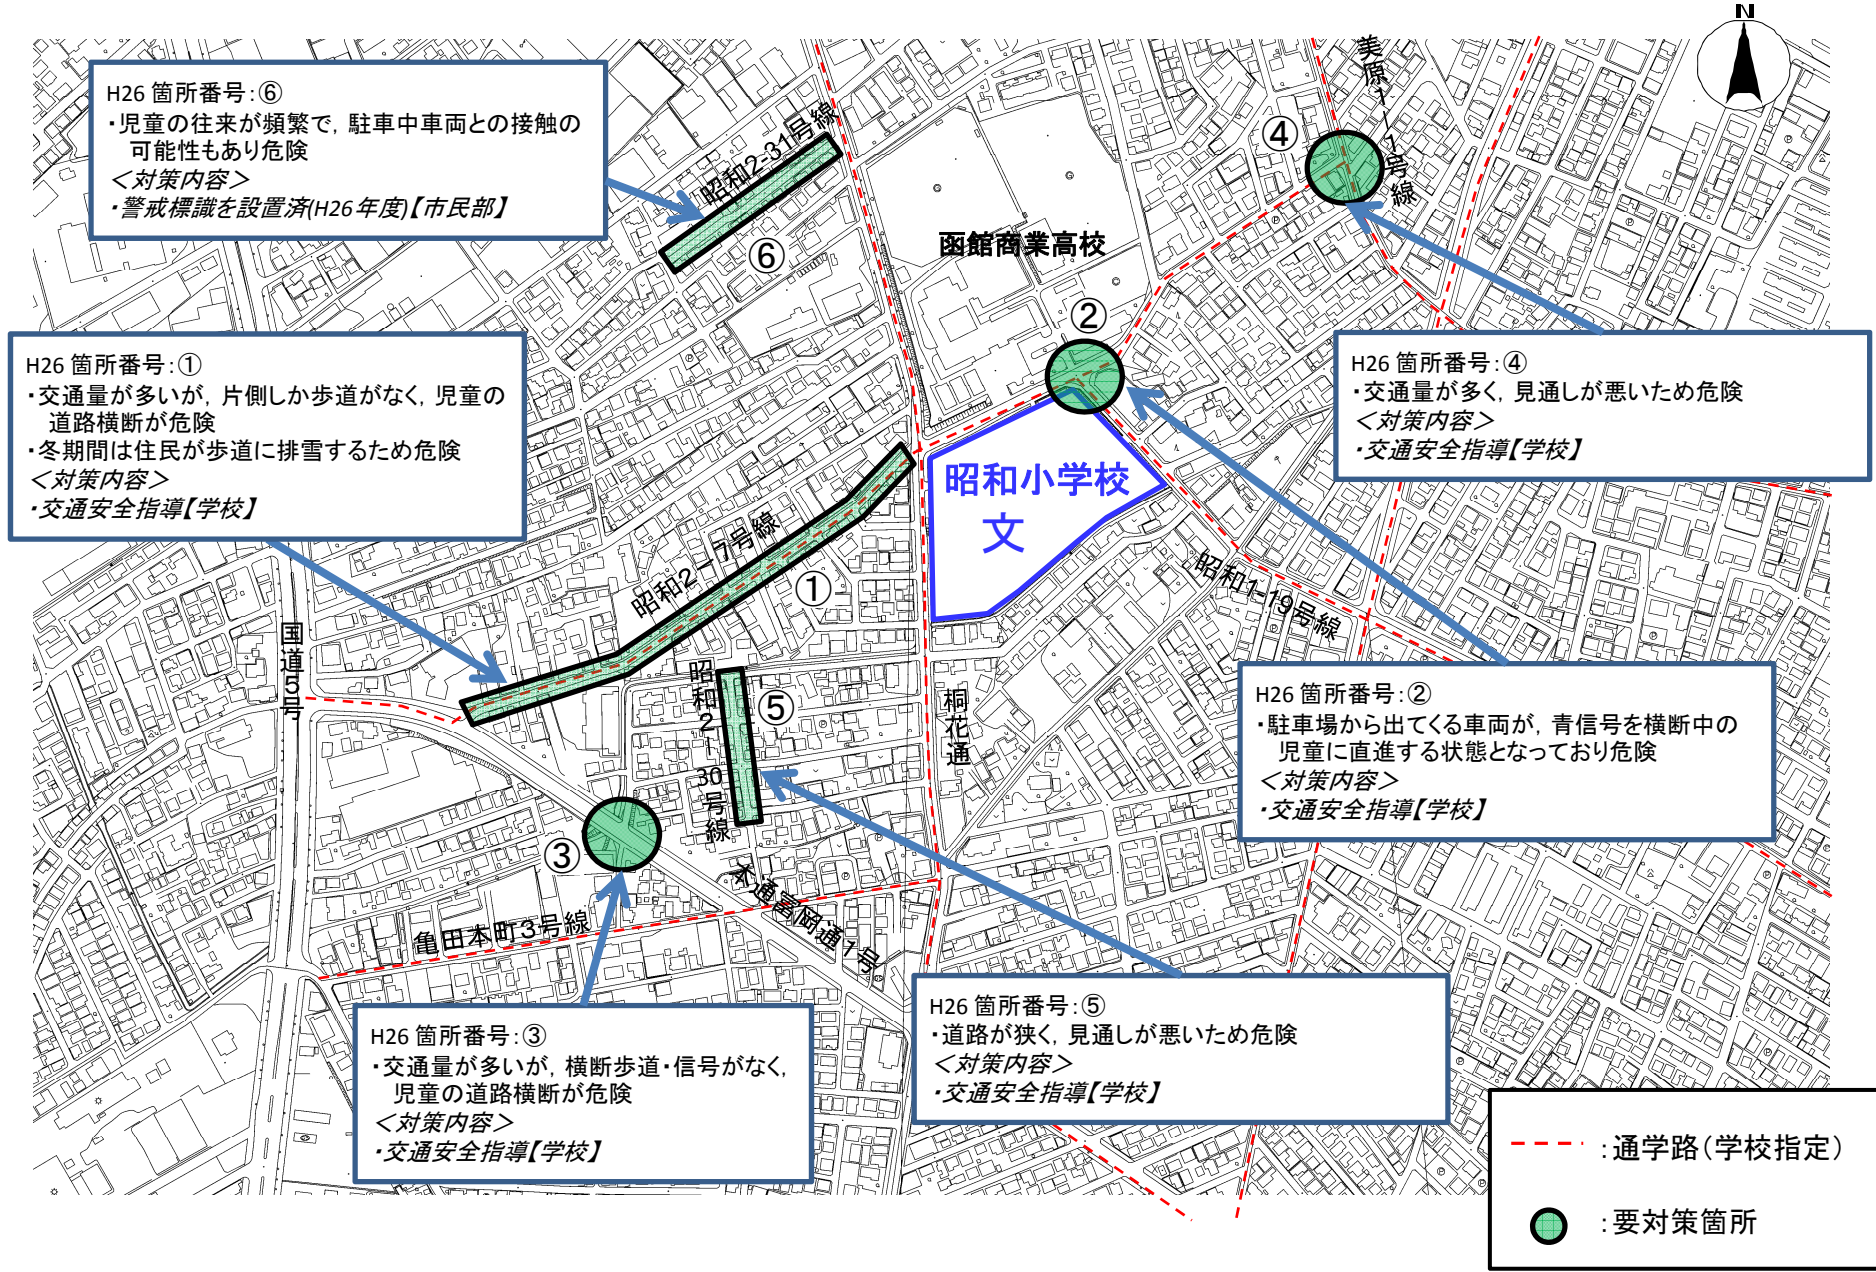 N
H26 箇所番号：⑥
・児童の往来が頻繁で，駐車中車両との接触の
可能性もあり危険
＜対策内容＞
・警戒標識を設置済(H26年度)【市民部】
昭和2-31号線
⑥
函館商業高校
美原1-1号線
④
②
H26 箇所番号：①
・交通量が多いが，片側しか歩道がなく，児童の
道路横断が危険
・冬期間は住民が歩道に排雪するため危険
＜対策内容＞
・交通安全指導【学校】
H26 箇所番号：④
・交通量が多く，見通しが悪いため危険
＜対策内容＞
・交通安全指導【学校】
昭和小学校
文
昭和2－7号線
①
昭和1-19号線
国道5号
昭和2－30号線
⑤
桐花通
H26 箇所番号：②
・駐車場から出てくる車両が，青信号を横断中の
児童に直進する状態となっており危険
＜対策内容＞
・交通安全指導【学校】
③
本通富岡通1号
亀田本町3号線
H26 箇所番号：③
・交通量が多いが，横断歩道・信号がなく，
児童の道路横断が危険
＜対策内容＞
・交通安全指導【学校】
H26 箇所番号：⑤
・道路が狭く，見通しが悪いため危険
＜対策内容＞
・交通安全指導【学校】
：通学路（学校指定）
：要対策箇所